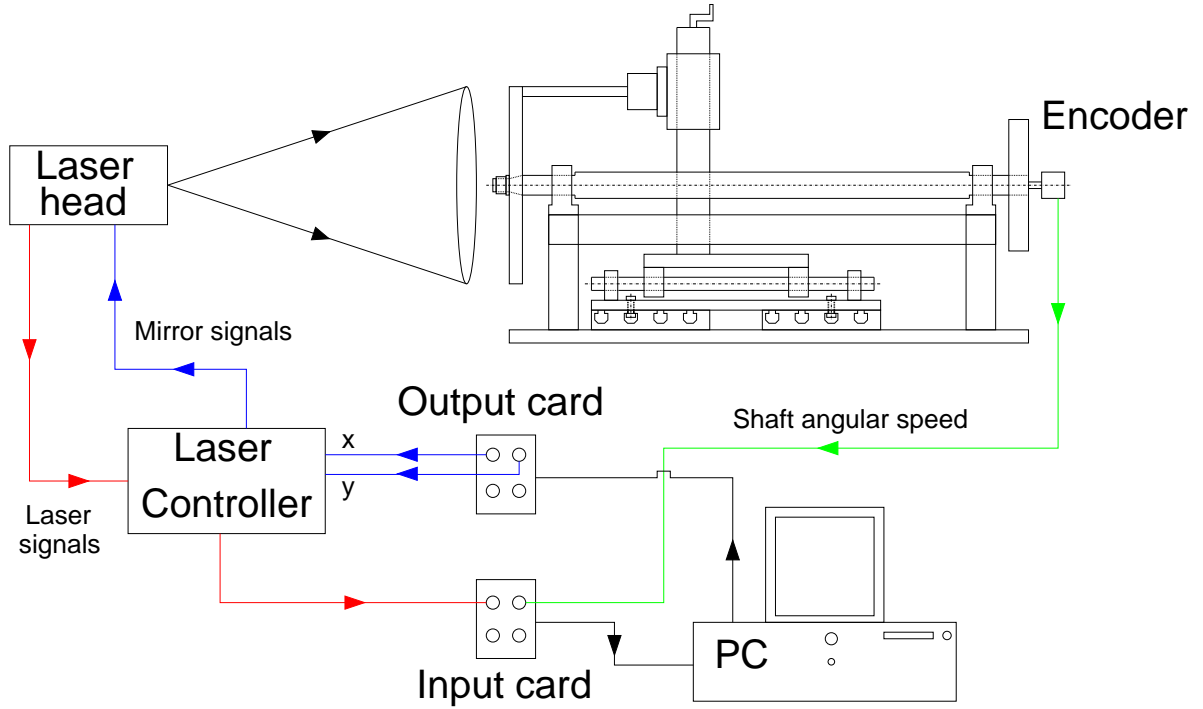 Encoder
Laser
head
Mirror signals
Output card
Shaft angular speed
x
y
Laser
Controller
Laser
signals
PC
Input card